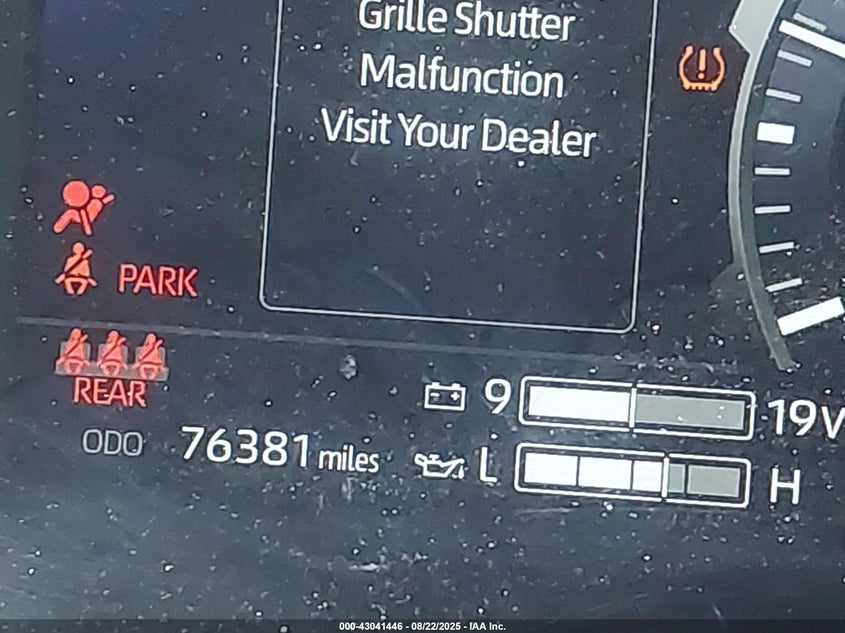 Grille Shutter
Malfunction
Visit Your Dealer
PARK
REAR
9 19V
ODO 76381 miles L H
000-43041446 - 08/22/2025 - IAA Inc.